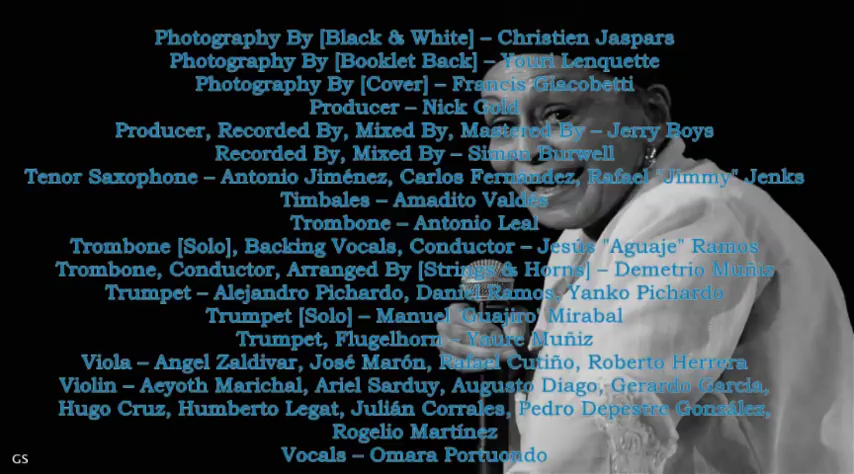 Photography By [Black & White] – Christien Jaspars
Photography By [Booklet Back] – Youri Lenquette
Photography By [Cover] – Francis Giacobetti
Producer – Nick Gold
Producer, Recorded By, Mixed By, Mastered By – Jerry Boys
Recorded By, Mixed By – Simon Burwell
Tenor Saxophone – Antonio Jiménez, Carlos Fernández, Rafael "Jimmy" Jenks
Timbales – Amadito Valdés
Trombone – Antonio Leal
Trombone [Solo], Backing Vocals, Conductor – Jesús "Aguaje" Ramos
Trombone, Conductor, Arranged By [Strings & Horns] – Demetrio Muñiz
Trumpet – Alejandro Pichardo, Daniel Ramos, Yanko Pichardo
Trumpet [Solo] – Manuel 'Guajiro' Mirabal
Trumpet, Flugelhorn – Yaure Muñiz
Viola – Angel Zaldivar, José Marón, Rafael Cutiño, Roberto Herrera
Violin – Aeyoth Marichal, Ariel Sarduy, Augusto Diago, Gerardo García,
Hugo Cruz, Humberto Legat, Julián Corrales, Pedro Depestre González,
Rogelio Martínez
Vocals – Omara Portuondo
GS